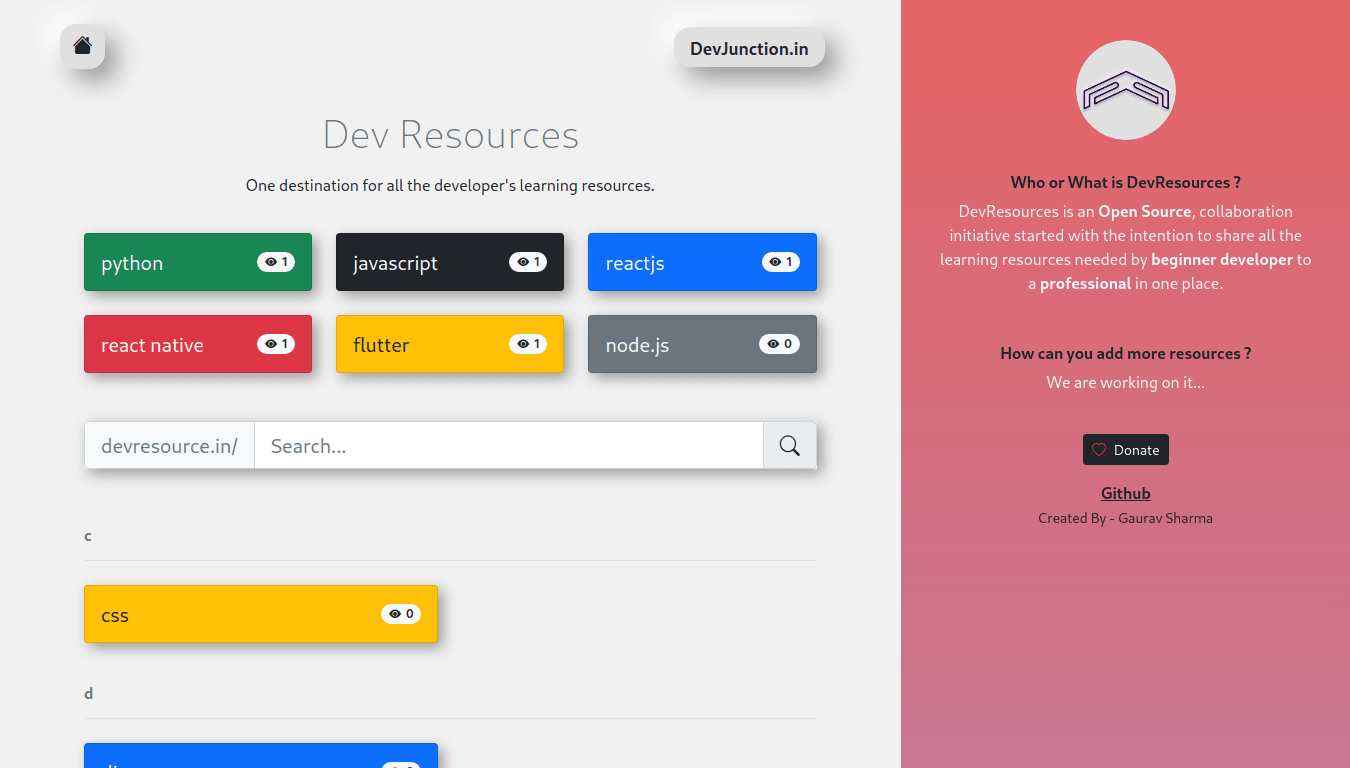 DevJunction.in
Dev Resources
One destination for all the developer's learning resources.
python 1
javascript 1
reactjs 1
react native 1
flutter 1
node.js 0
devresource.in/ Search...
c
css 0
d
Who or What is DevResources ?
DevResources is an Open Source, collaboration
initiative started with the intention to share all the
learning resources needed by beginner developer to
a professional in one place.
How can you add more resources ?
We are working on it...
Donate
Github
Created By - Gaurav Sharma